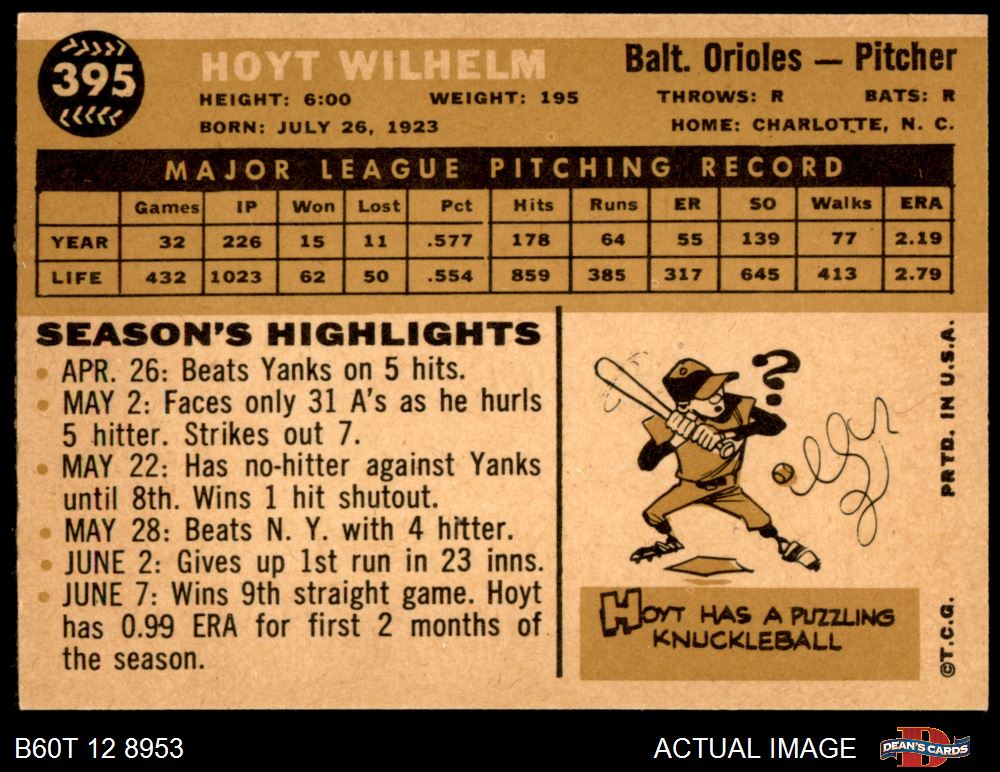 395
HOYT WILHELM
Balt. Orioles — Pitcher
HEIGHT: 6:00 WEIGHT: 195 THROWS: R BATS: R
BORN: JULY 26, 1923 HOME: CHARLOTTE, N. C.
MAJOR LEAGUE PITCHING RECORD
Games IP Won Lost Pct Hits Runs ER SO Walks ERA
YEAR 32 226 15 11 .577 178 64 55 139 77 2.19
LIFE 432 1023 62 50 .554 859 385 317 645 413 2.79
SEASON'S HIGHLIGHTS
• APR. 26: Beats Yanks on 5 hits.
• MAY 2: Faces only 31 A's as he hurls
5 hitter. Strikes out 7.
• MAY 22: Has no-hitter against Yanks
until 8th. Wins 1 hit shutout.
• MAY 28: Beats N. Y. with 4 hitter.
• JUNE 2: Gives up 1st run in 23 inns.
• JUNE 7: Wins 9th straight game. Hoyt
has 0.99 ERA for first 2 months of
the season.
?
HOYT HAS A PUZZLING
KNUCKLEBALL
©T.C.G. PRTD. IN U.S.A.
B60T 12 8953
ACTUAL IMAGE
D
DEAN'S CARDS